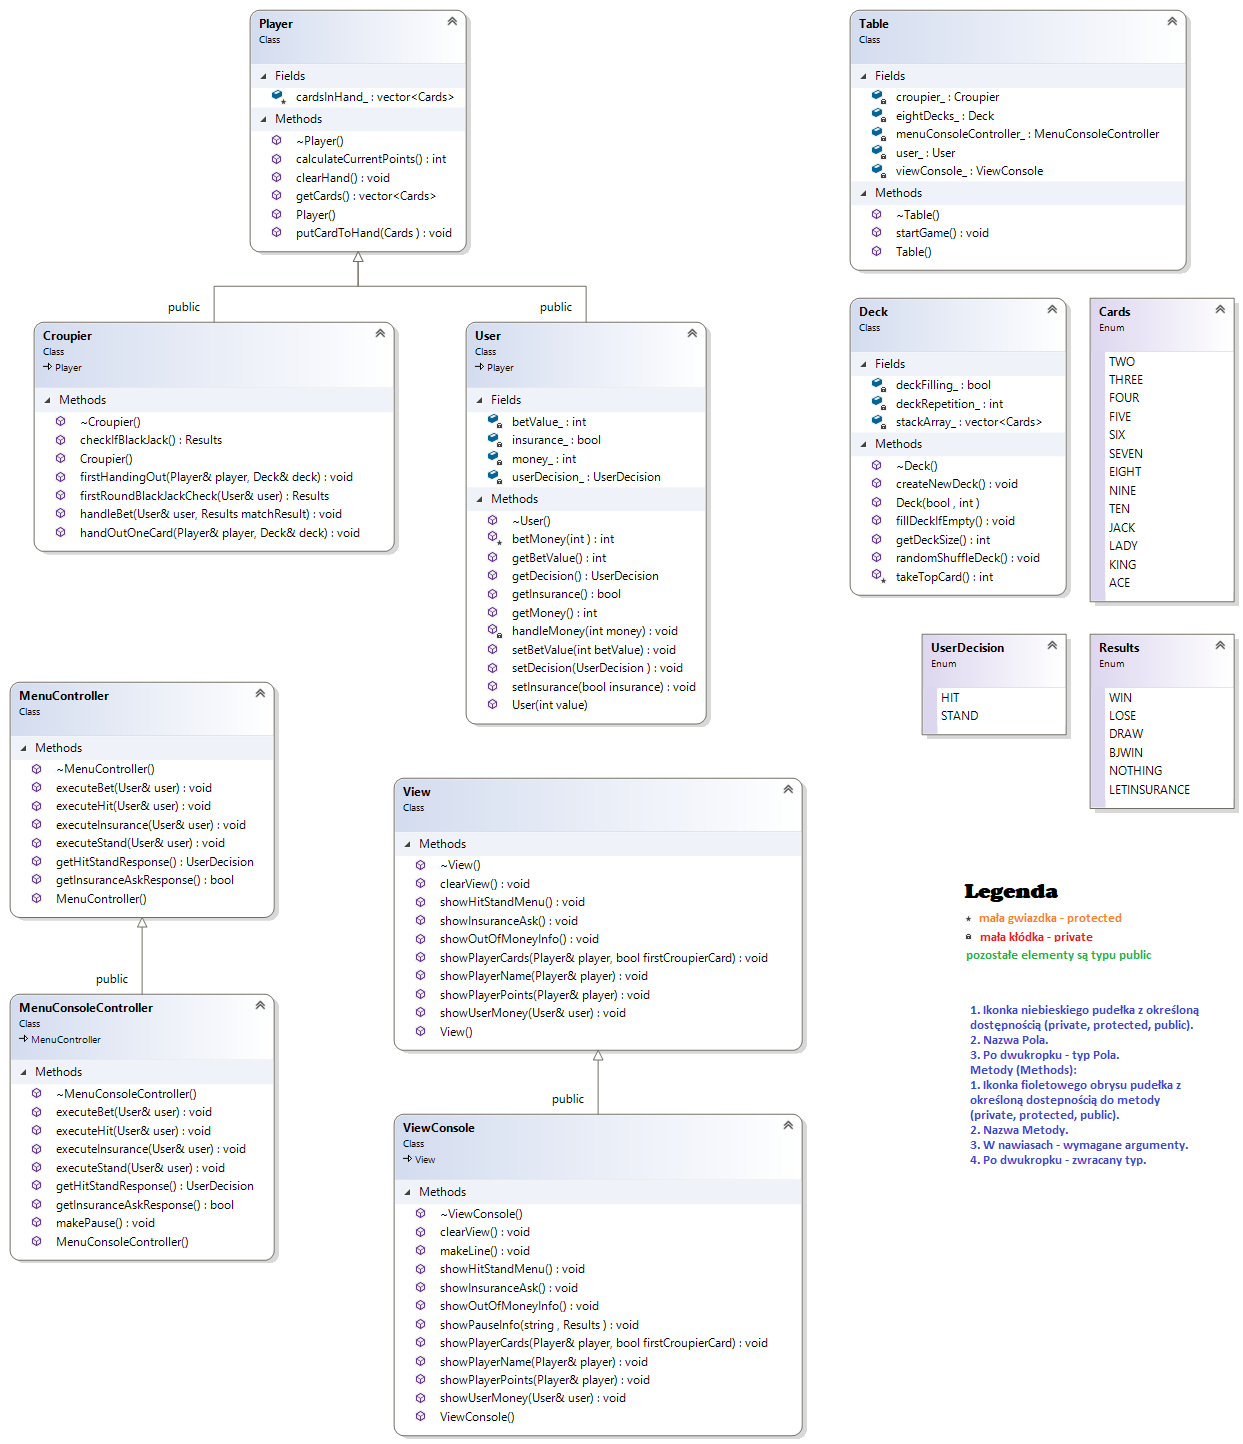 Player
Class
Fields
cardsInHand_ : vector<Cards>
Methods
~Player()
calculateCurrentPoints() : int
clearHand() : void
getCards() : vector<Cards>
Player()
putCardToHand(Cards ) : void
Table
Class
Fields
croupier_ : Croupier
eightDecks_ : Deck
menuConsoleController_ : MenuConsoleController
user_ : User
viewConsole_ : ViewConsole
Methods
~Table()
startGame() : void
Table()
public
public
Croupier
Class
Player
Methods
~Croupier()
checkIfBlackJack() : Results
Croupier()
firstHandingOut(Player& player, Deck& deck) : void
firstRoundBlackJackCheck(User& user) : Results
handleBet(User& user, Results matchResult) : void
handOutOneCard(Player& player, Deck& deck) : void
User
Class
Player
Fields
betValue_ : int
insurance_ : bool
money_ : int
userDecision_ : UserDecision
Methods
~User()
betMoney(int ) : int
getBetValue() : int
getDecision() : UserDecision
getInsurance() : bool
getMoney() : int
handleMoney(int money) : void
setBetValue(int betValue) : void
setDecision(UserDecision ) : void
setInsurance(bool insurance) : void
User(int value)
Deck
Class
Fields
deckFilling_ : bool
deckRepetition_ : int
stackArray_ : vector<Cards>
Methods
~Deck()
createNewDeck() : void
Deck(bool , int )
fillDeckIfEmpty() : void
getDeckSize() : int
randomShuffleDeck() : void
takeTopCard() : int
Cards
Enum
TWO
THREE
FOUR
FIVE
SIX
SEVEN
EIGHT
NINE
TEN
JACK
LADY
KING
ACE
UserDecision
Enum
HIT
STAND
Results
Enum
WIN
LOSE
DRAW
BJWIN
NOTHING
LETINSURANCE
MenuController
Class
Methods
~MenuController()
executeBet(User& user) : void
executeHit(User& user) : void
executeInsurance(User& user) : void
executeStand(User& user) : void
getHitStandResponse() : UserDecision
getInsuranceAskResponse() : bool
MenuController()
public
MenuConsoleController
Class
MenuController
Methods
~MenuConsoleController()
executeBet(User& user) : void
executeHit(User& user) : void
executeInsurance(User& user) : void
executeStand(User& user) : void
getHitStandResponse() : UserDecision
getInsuranceAskResponse() : bool
makePause() : void
MenuConsoleController()
View
Class
Methods
~View()
clearView() : void
showHitStandMenu() : void
showInsuranceAsk() : void
showOutOfMoneyInfo() : void
showPlayerCards(Player& player, bool firstCroupierCard) : void
showPlayerName(Player& player) : void
showPlayerPoints(Player& player) : void
showUserMoney(User& user) : void
View()
public
ViewConsole
Class
View
Methods
~ViewConsole()
clearView() : void
makeLine() : void
showHitStandMenu() : void
showInsuranceAsk() : void
showOutOfMoneyInfo() : void
showPauseInfo(string , Results ) : void
showPlayerCards(Player& player, bool firstCroupierCard) : void
showPlayerName(Player& player) : void
showPlayerPoints(Player& player) : void
showUserMoney(User& user) : void
ViewConsole()
Legenda
mała gwiazdka - protected
mała kłódka - private
pozostałe elementy są typu public
1. Ikonka niebieskiego pudełka z określoną
dostępnością (private, protected, public).
2. Nazwa Pola.
3. Po dwukropku - typ Pola.
Metody (Methods):
1. Ikonka fioletowego obrysu pudełka z
określoną dostepnością do metody
(private, protected, public).
2. Nazwa Metody.
3. W nawiasach - wymagane argumenty.
4. Po dwukropku - zwracany typ.